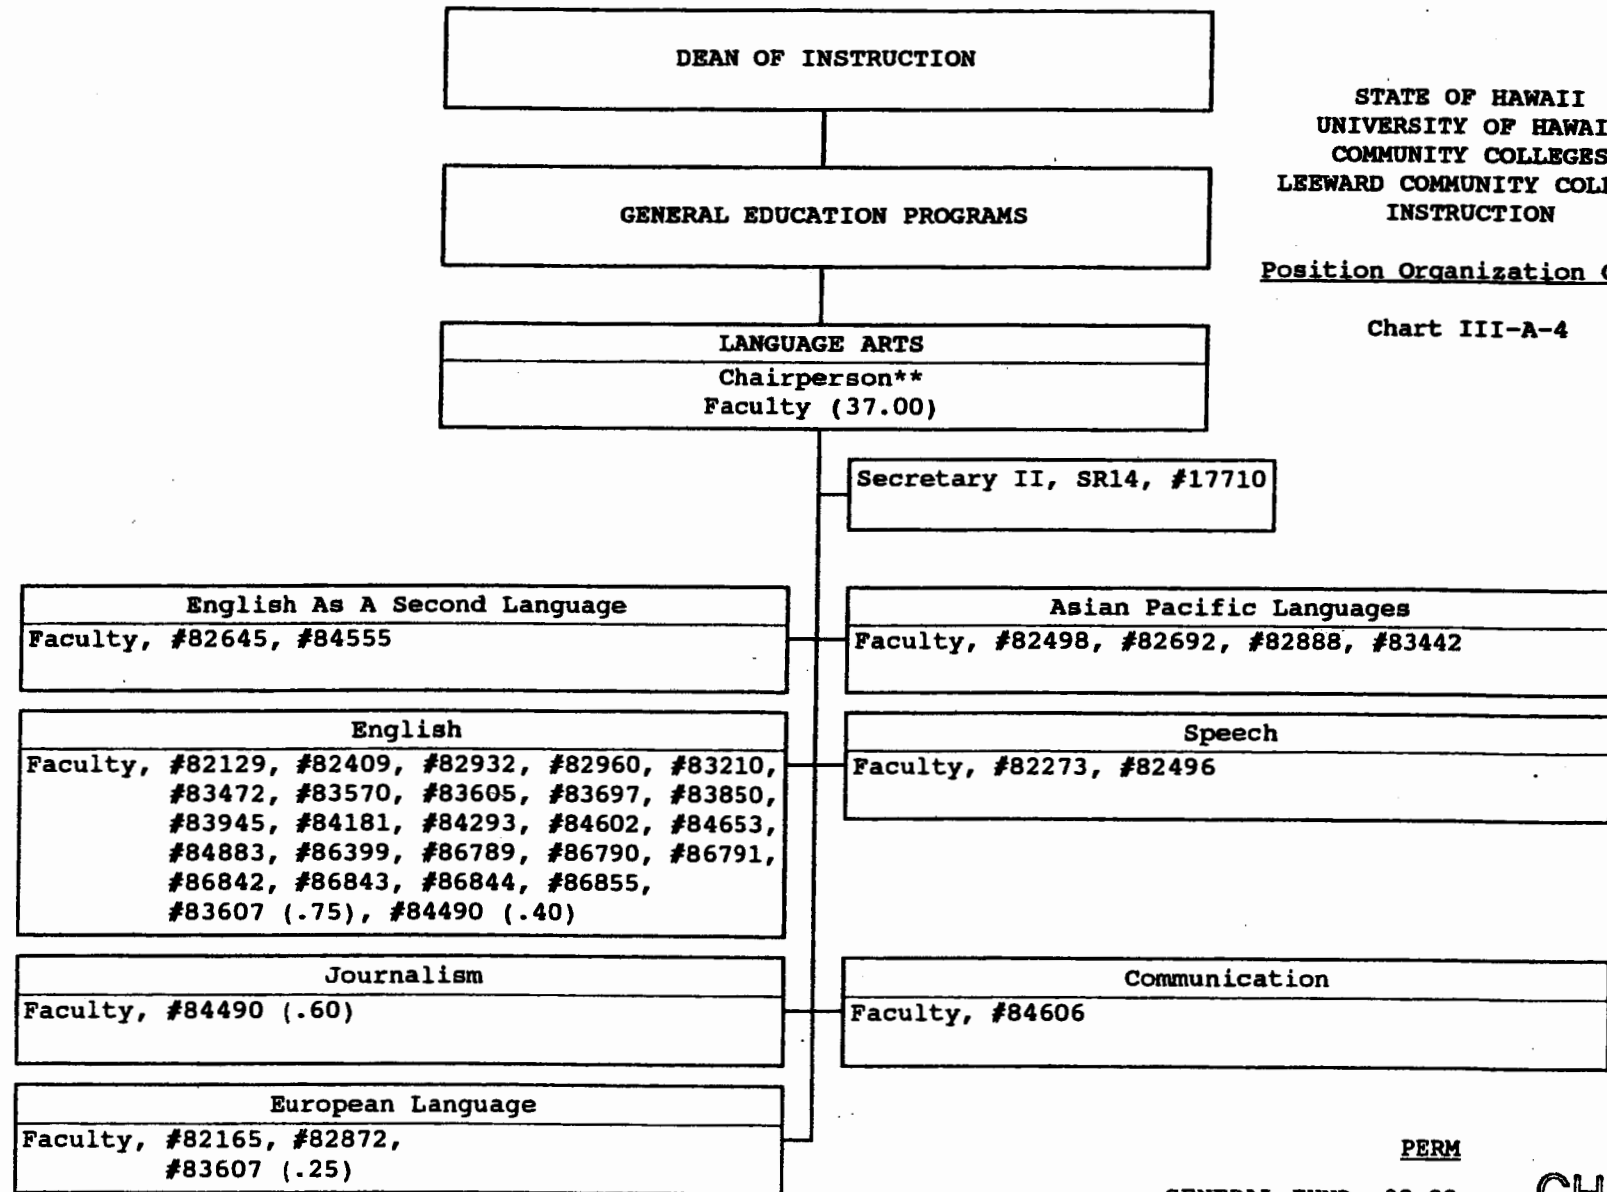 DEAN OF INSTRUCTION
STATE OF HAWAII
UNIVERSITY OF
COMMUNITY COLLEGES
LEEWARD COMMUNITY
INSTRUCTION
GENERAL EDUCATION PROGRAMS
Position Organization
Chart III-A-4
LANGUAGE ARTS
Chairperson**
Faculty (37.00)
Secretary II, SR14, #17710
English As A Second Language
Faculty, #82645, #84555
Asian Pacific Languages
Faculty, #82498, #82692, #82888, #83442
English
Faculty, #82129, #82409, #82932, #82960, #83210,
#83472, #83570, #83605, #83697, #83850,
#83945, #84181, #84293, #84602, #84653,
#84883, #86399, #86789, #86790, #86791,
#86842, #86843, #86844, #86855,
#83607 (.75), #84490 (.40)
Speech
Faculty, #82273, #82496
Journalism
Faculty, #84490 (.60)
Communication
Faculty, #84606
European Language
Faculty, #82165, #82872,
#83607 (.25)
PERM